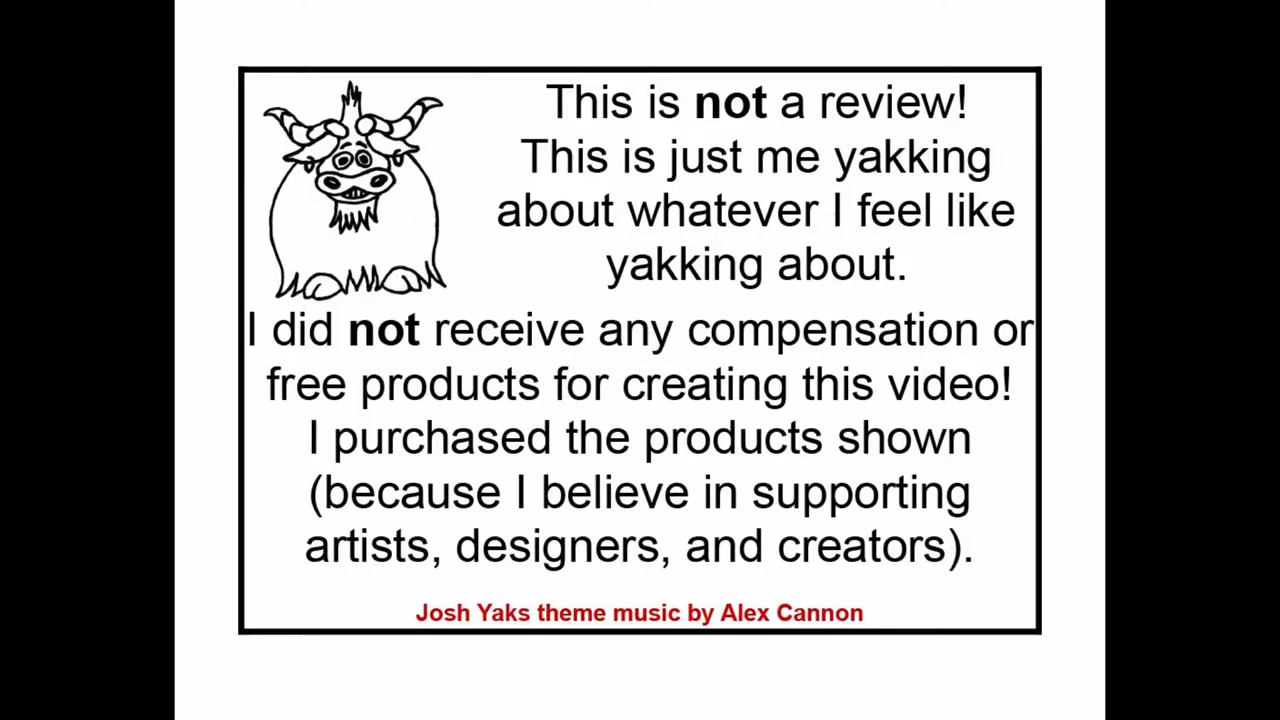 This is not a review!
This is just me yakking
about whatever I feel like
yakking about.
I did not receive any compensation or
free products for creating this video!
I purchased the products shown
(because I believe in supporting
artists, designers, and creators).
Josh Yaks theme music by Alex Cannon